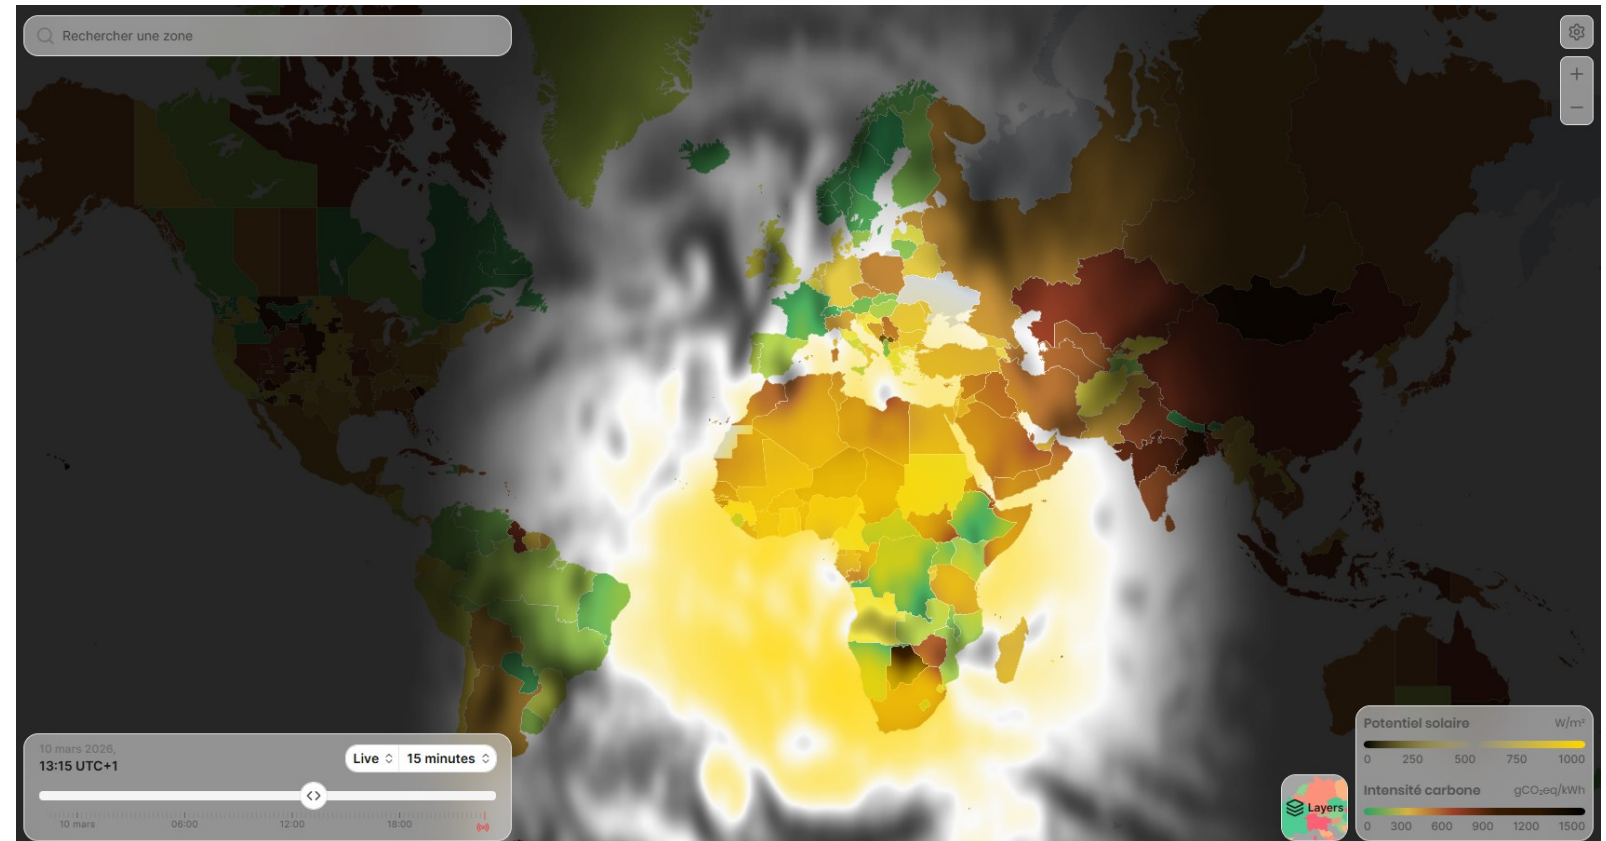 Rechercher une zone
+
−
10 mars 2026,
13:15 UTC+1
Live
15 minutes
10 mars
06:00
12:00
18:00
Layers
Potentiel solaire W/m²
0 250 500 750 1000
Intensité carbone gCO₂eq/kWh
0 300 600 900 1200 1500